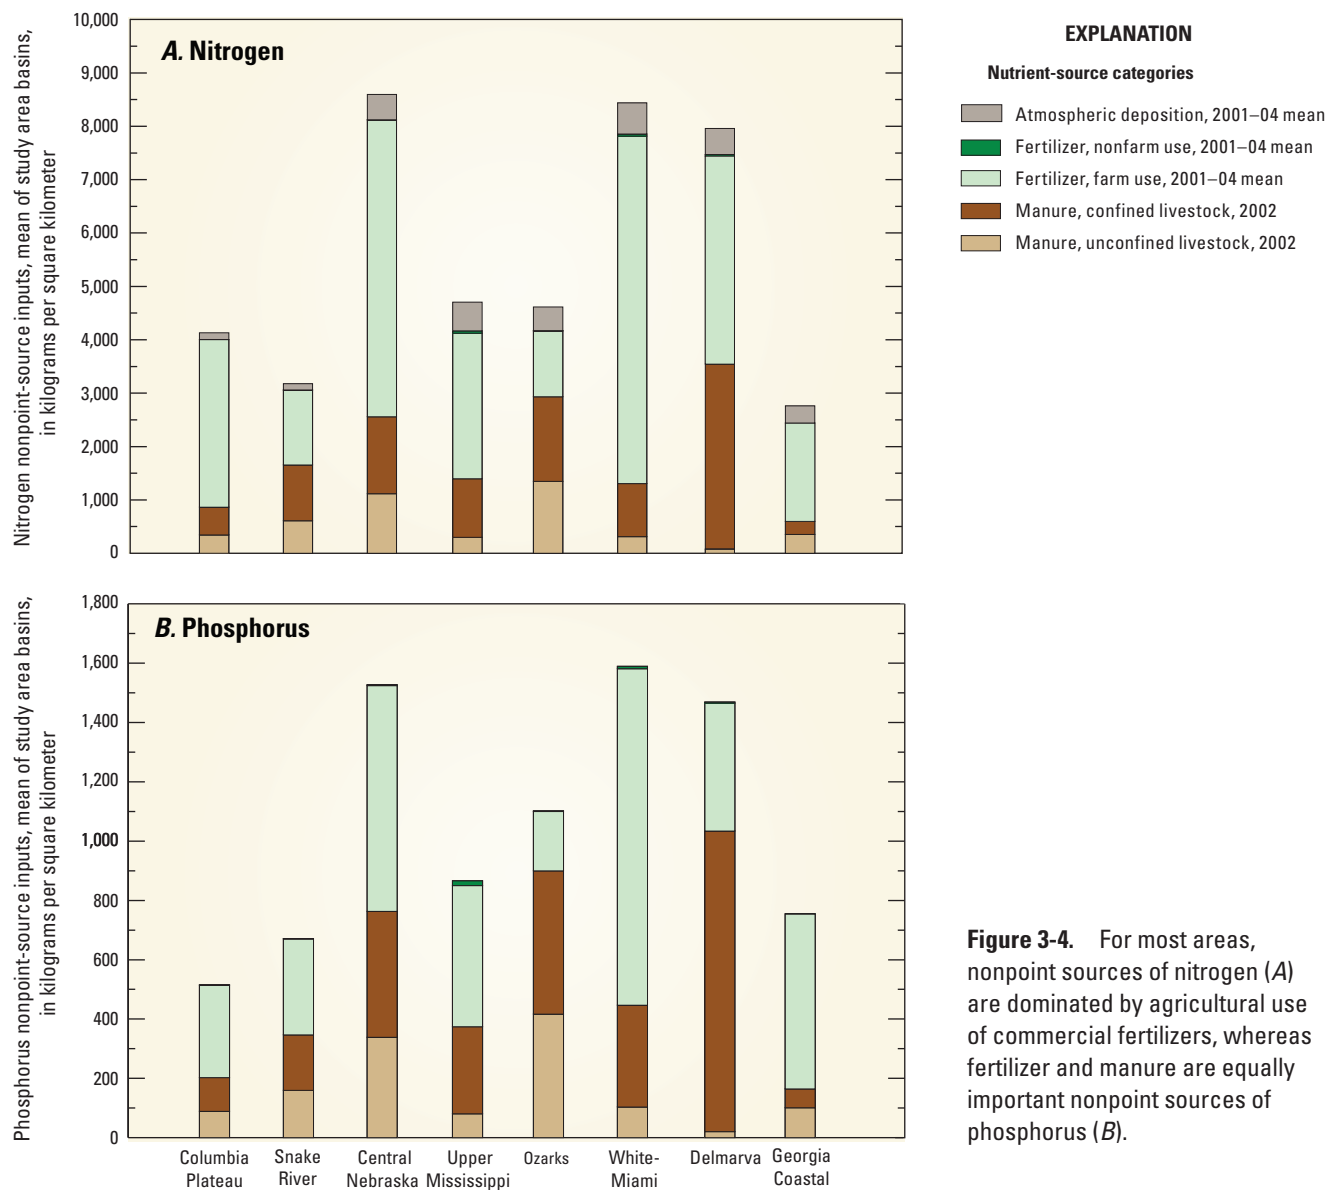 Nitrogen nonpoint-source inputs, mean of study area basins,
in kilograms per square kilometer
10,000
9,000
8,000
7,000
6,000
5,000
4,000
3,000
2,000
1,000
0
A. Nitrogen
EXPLANATION
Nutrient-source categories
Atmospheric deposition, 2001–04 mean
Fertilizer, nonfarm use, 2001–04 mean
Fertilizer, farm use, 2001–04 mean
Manure, confined livestock, 2002
Manure, unconfined livestock, 2002
Phosphorus nonpoint-source inputs, mean of study area basins,
in kilograms per square kilometer
1,800
1,600
1,400
1,200
1,000
800
600
400
200
0
B. Phosphorus
Columbia
Plateau
Snake
River
Central
Nebraska
Upper
Mississippi
Ozarks
White-
Miami
Delmarva
Georgia
Coastal
Figure 3-4. For most areas,
nonpoint sources of nitrogen (A)
are dominated by agricultural use
of commercial fertilizers, whereas
fertilizer and manure are equally
important nonpoint sources of
phosphorus (B).